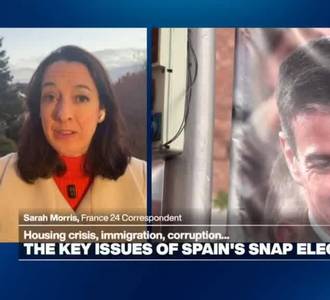 Sarah Morris, France 24 Correspondent
Housing crisis, immigration, corruption...
THE KEY ISSUES OF SPAIN'S SNAP ELEC